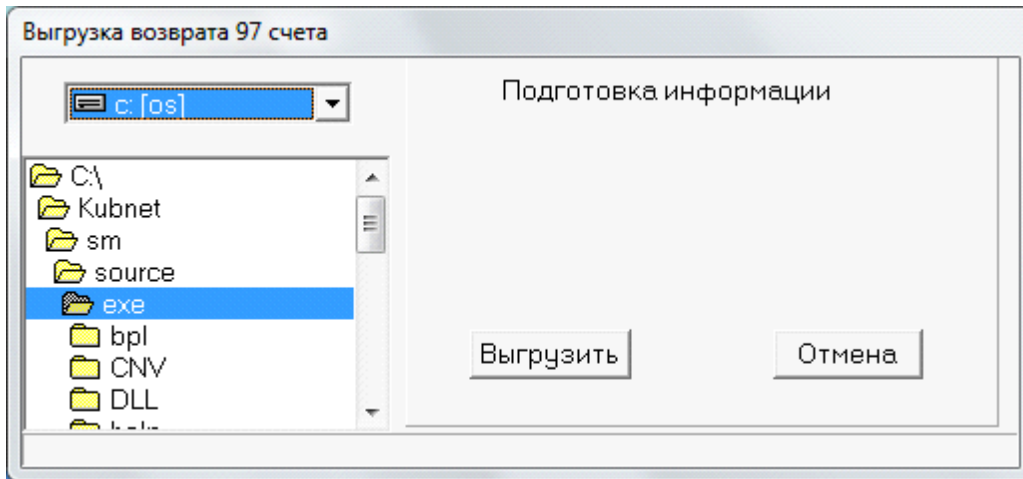 Выгрузка возврата 97 счета
c: [os]
Подготовка информации
C:\
Kubnet
sm
source
exe
bpl
CNV
DLL
Выгрузить
Отмена